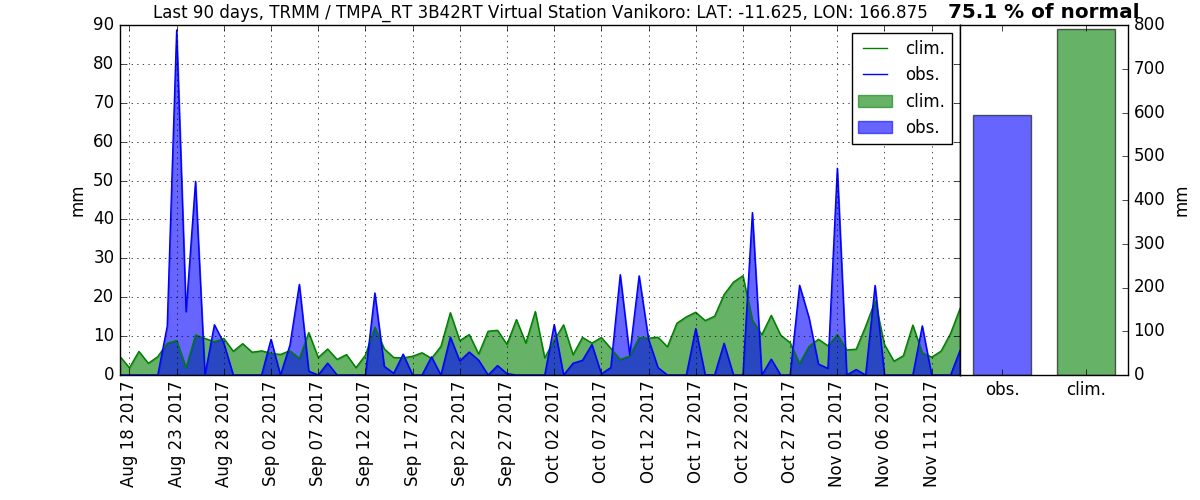 Last 90 days, TRMM / TMPA_RT 3B42RT Virtual Station Vanikoro: LAT: -11.625, LON: 166.875
75.1 % of normal
90
80
70
60
50
40
30
20
10
0
mm
clim.
obs.
clim.
obs.
800
700
600
500
400
300
200
100
0
mm
Aug 18 2017
Aug 23 2017
Aug 28 2017
Sep 02 2017
Sep 07 2017
Sep 12 2017
Sep 17 2017
Sep 22 2017
Sep 27 2017
Oct 02 2017
Oct 07 2017
Oct 12 2017
Oct 17 2017
Oct 22 2017
Oct 27 2017
Nov 01 2017
Nov 06 2017
Nov 11 2017
obs.
clim.